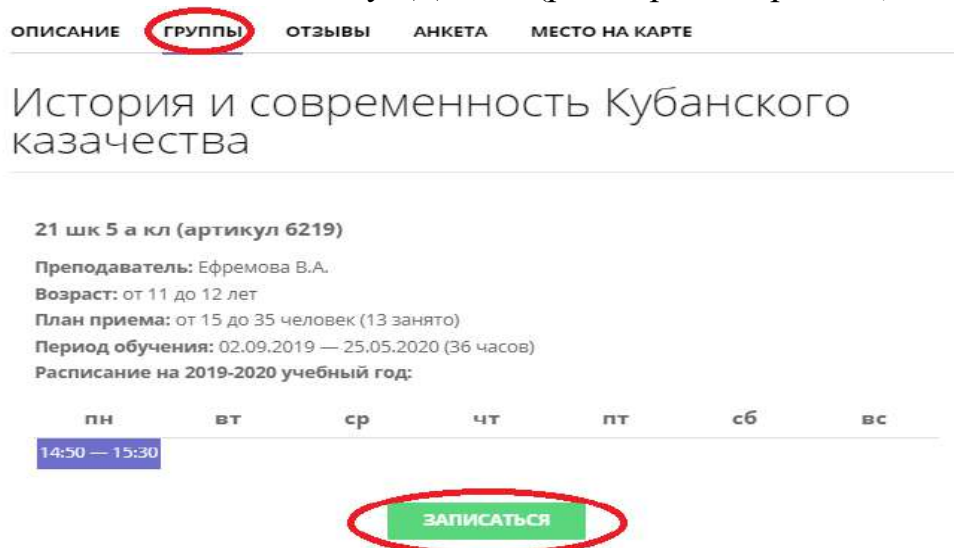 ОПИСАНИЕ ГРУППЫ ОТЗЫВЫ АНКЕТА МЕСТО НА КАРТЕ
История и современность Кубанского
казачества
21 шк 5 а кл (артикул 6219)
Преподаватель: Ефремова В.А.
Возраст: от 11 до 12 лет
План приема: от 15 до 35 человек (13 занято)
Период обучения: 02.09.2019 — 25.05.2020 (36 часов)
Расписание на 2019-2020 учебный год:
пн вт ср чт пт сб вс
14:50 — 15:30
ЗАПИСАТЬСЯ